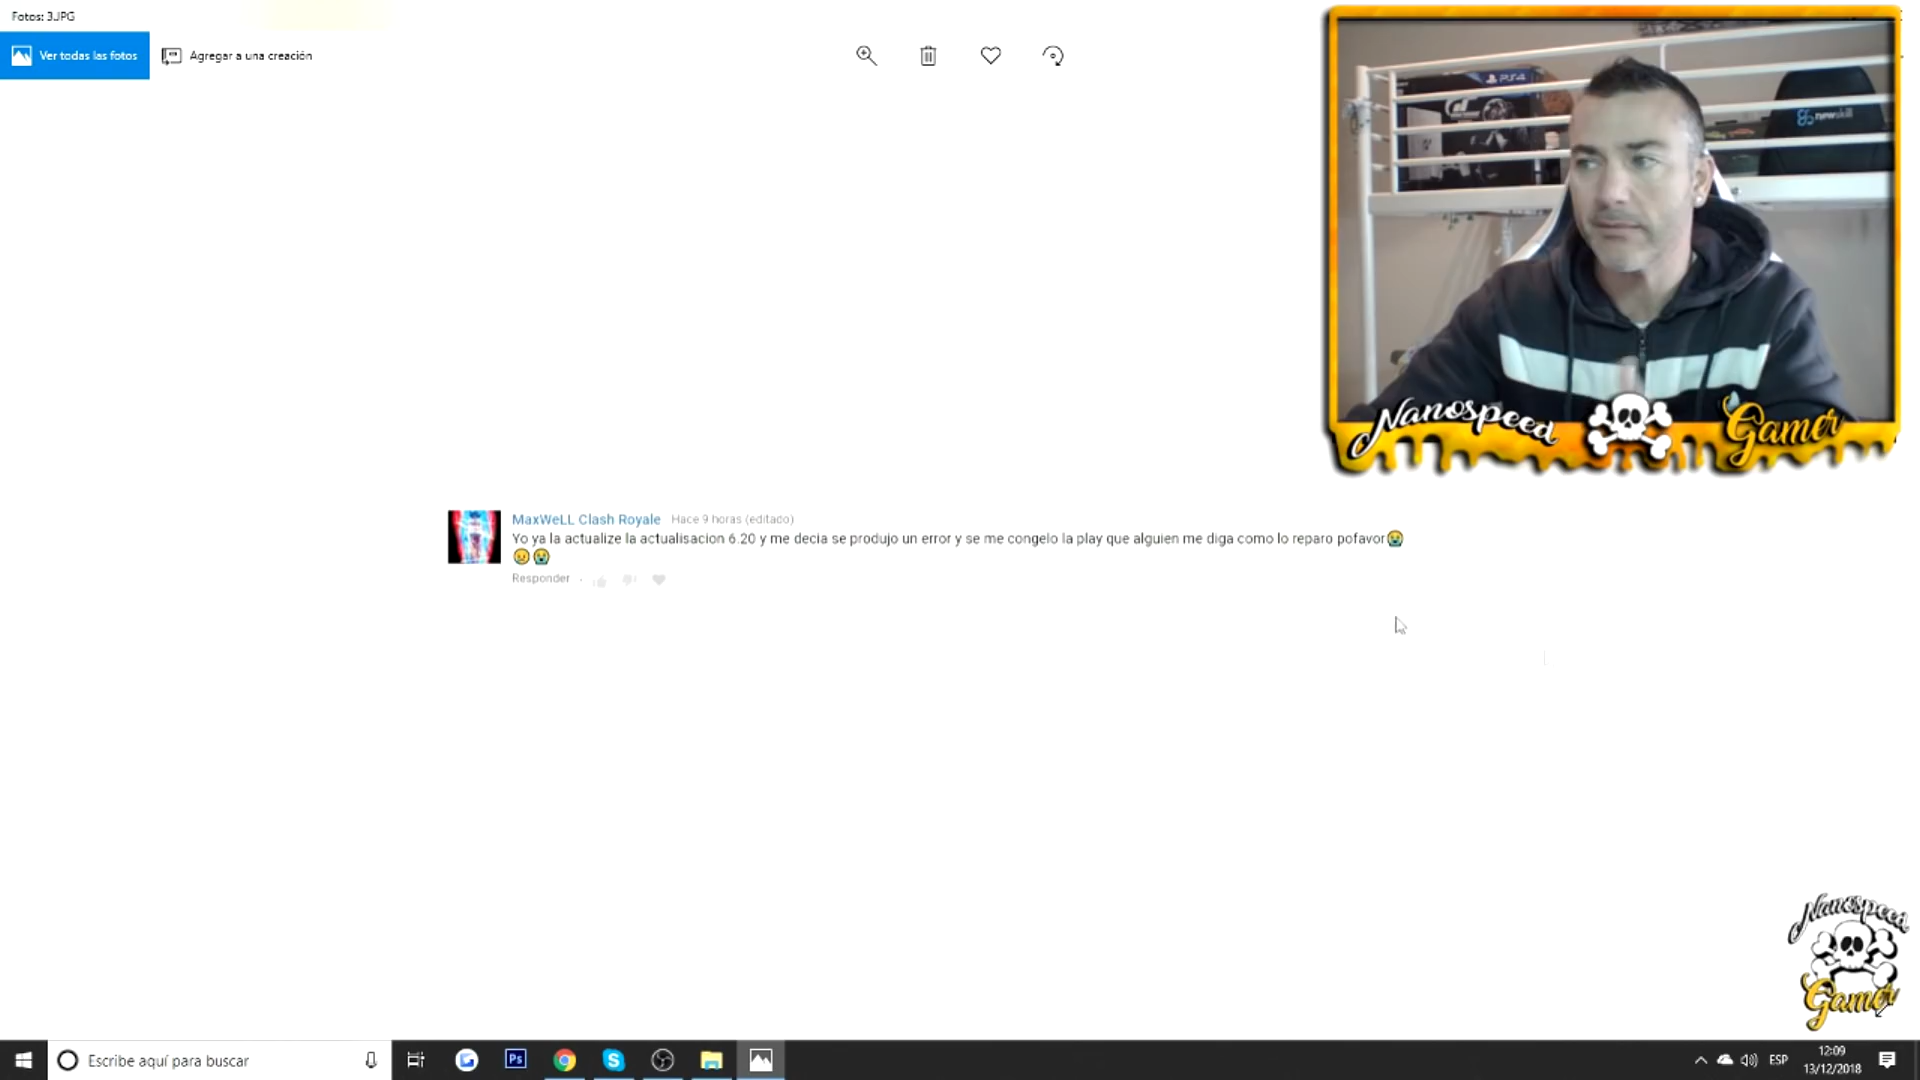 Fotos: 3.JPG
Ver todas las fotos
Agregar a una creación
PS4
newskill
Nanospeed Gamer
MaxWeLL Clash Royale Hace 9 horas (editado)
Yo ya la actualize la actualisacion 6.20 y me decia se produjo un error y se me congelo la play que alguien me diga como lo reparo pofavor😭
😢😭
Responder
Nanospeed
Gamer
Escribe aquí para buscar
Ps
ESP
12:09
13/12/2018